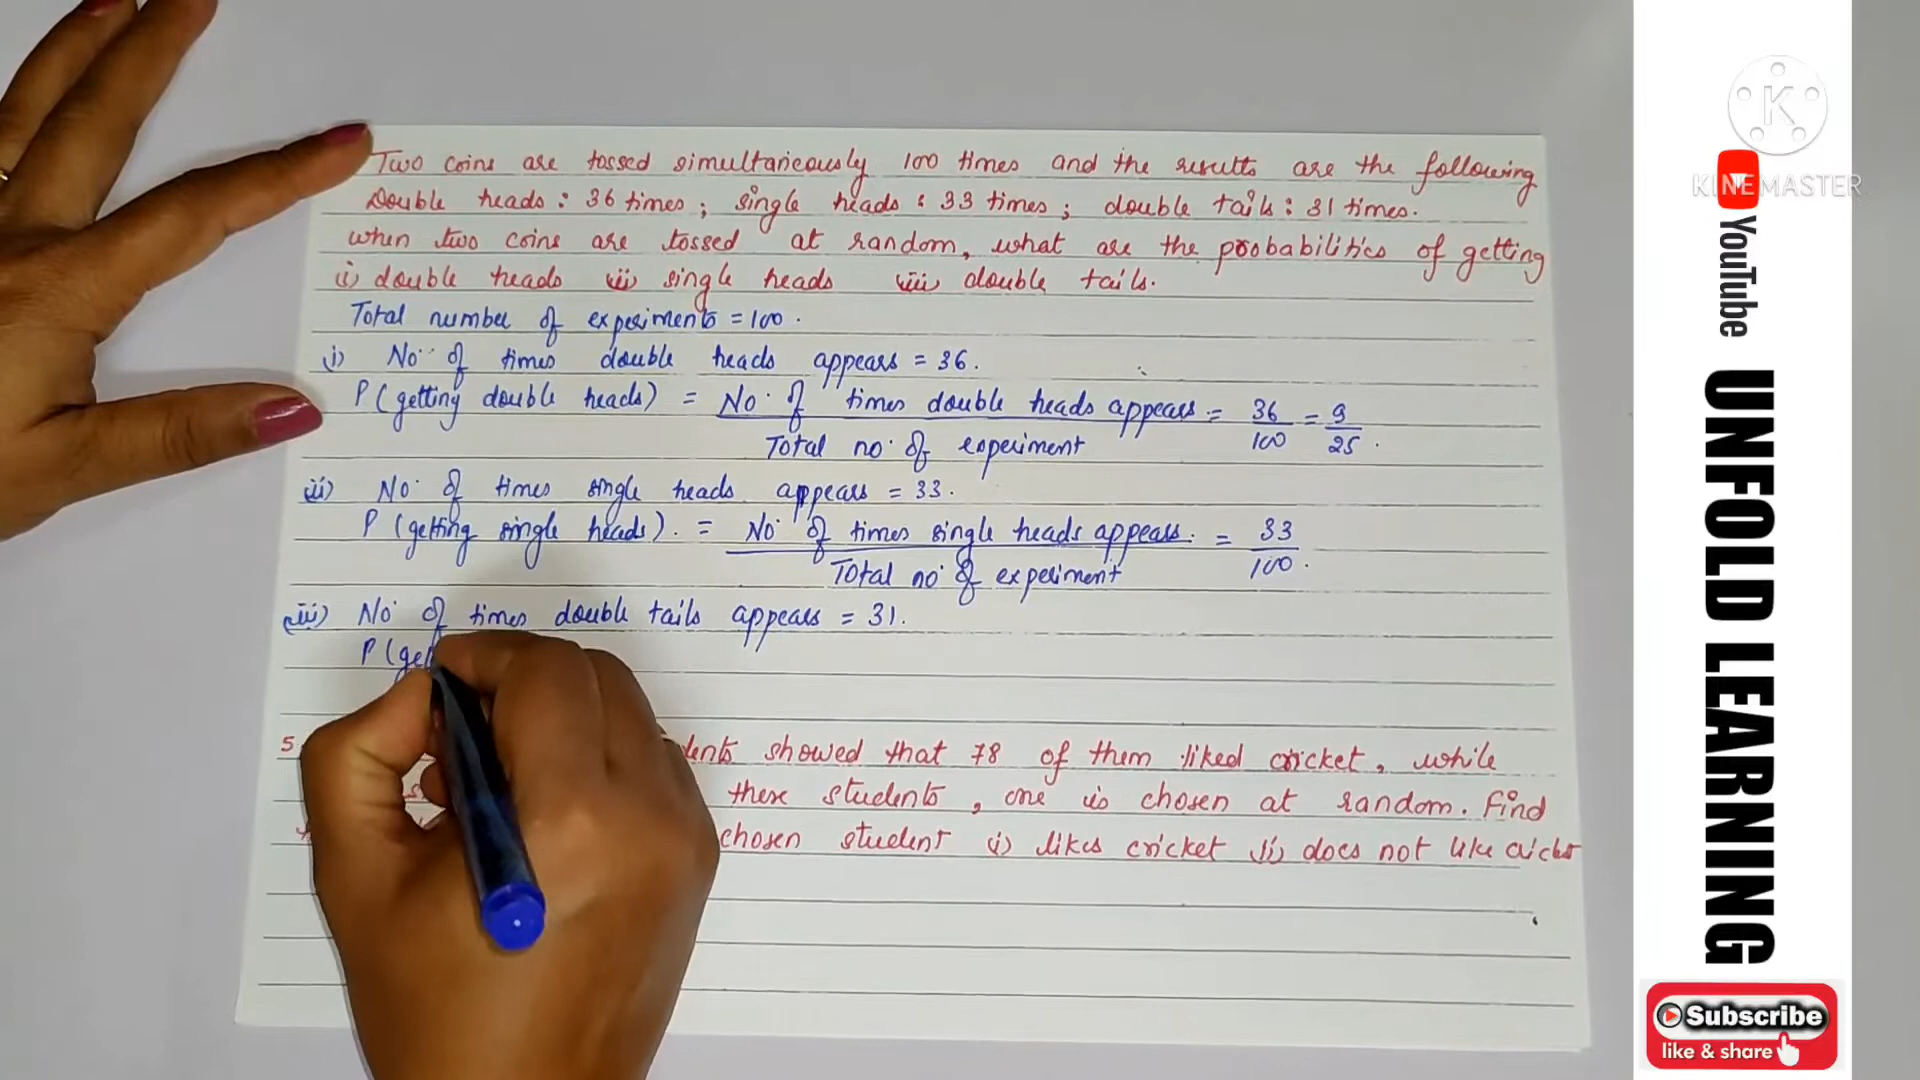 Two coins are tossed simultaneously 100 times and the results are the following
Double heads : 36 times ; single heads : 33 times ; double tails : 31 times.
when two coins are tossed at random, what are the probabilities of getting
i) double heads ii) single heads iii) double tails.
Total number of experiments = 100.
i) No. of times double heads appears = 36.
P (getting double heads) = No. of times double heads appears = 36 = 9
Total no. of experiment 100 25.
ii) No. of times single heads appears = 33.
P (getting single heads). = No. of times single heads appears. = 33
Total no. of experiment 100.
iii) No. of times double tails appears = 31.
P (get
5 dents showed that 78 of them liked cricket, while
these students, one is chosen at random. Find
chosen student i) likes cricket ii) does not like
KINEMASTER
YouTube
UNFOLD LEARNING
Subscribe
like & share